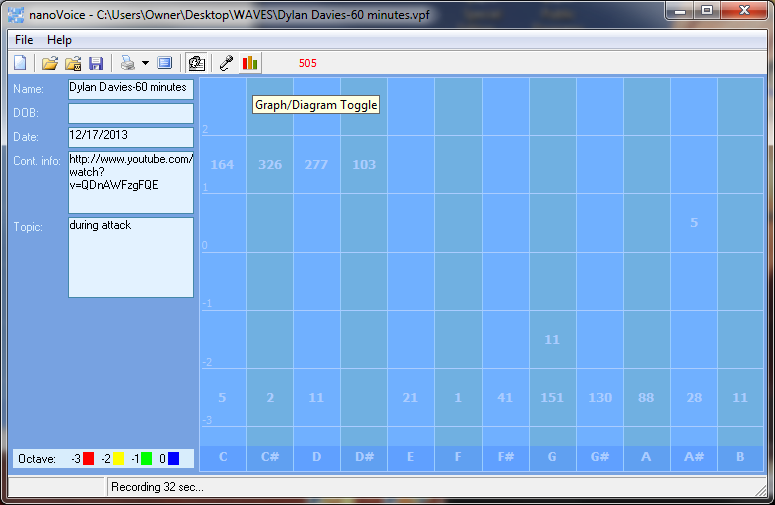 nanoVoice - C:\Users\Owner\Desktop\WAVES\Dylan Davies-60 minutes.vpf
File Help
505
Name: Dylan Davies-60 minutes
DOB:
Date: 12/17/2013
Cont. info: http://www.youtube.com/
watch?
v=QDnAWFzgFQE
Topic: during attack
Graph/Diagram Toggle
2
164 326 277 103
1
5
0
-1
11
-2
5 2 11 21 1 41 151 130 88 28 11
-3
C C# D D# E F F# G G# A A# B
Octave: -3 -2 -1 0
Recording 32 sec...